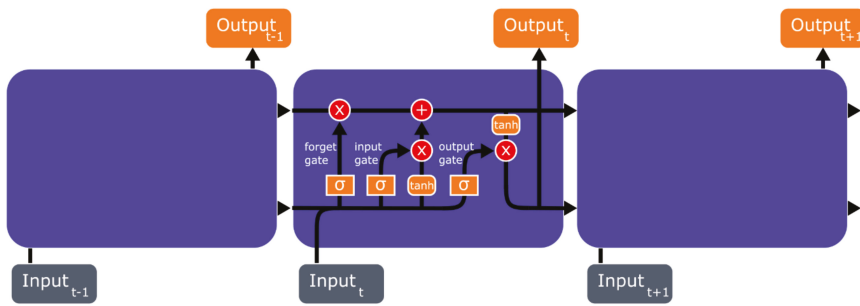 Output t-1
Output t
Output t+1
x
+
tanh
forget gate
input gate
x
output gate
x
σ
σ
tanh
σ
Input t-1
Input t
Input t+1